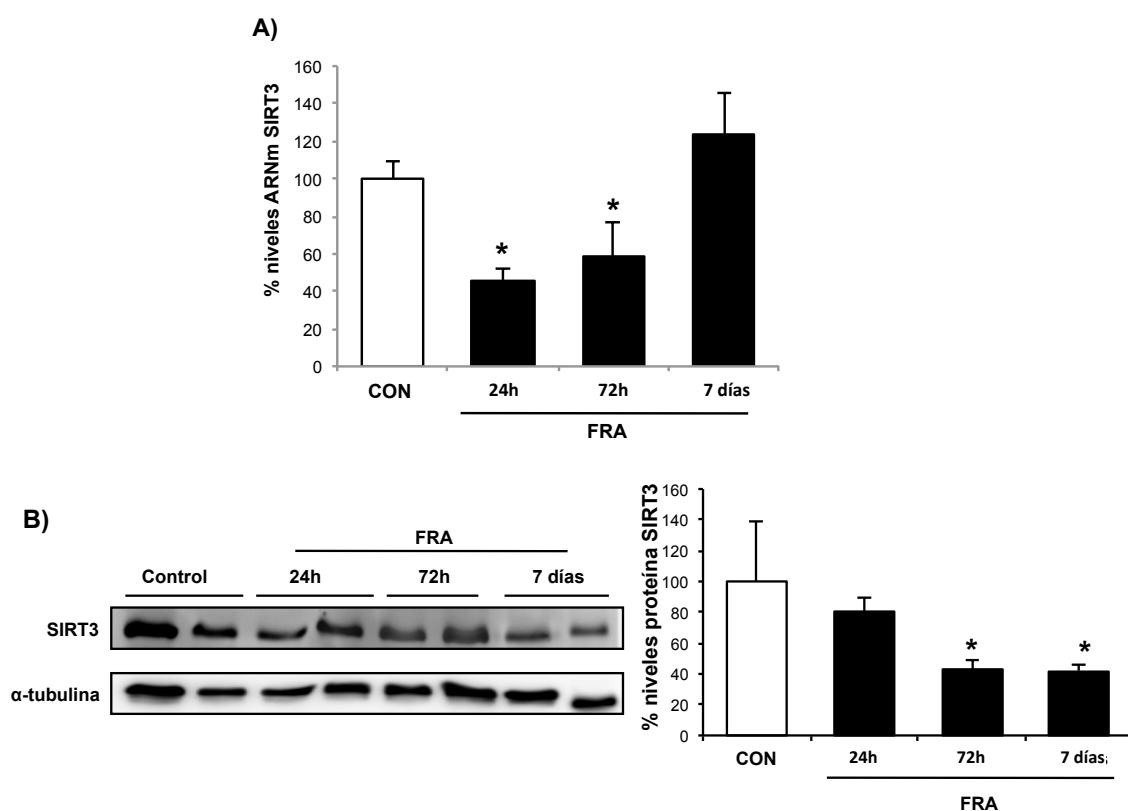 A)
% niveles ARNm SIRT3
160
140
120
100
80
60
40
20
0
*
*
CON
24h
72h
7 días
FRA
B)
FRA
Control
24h
72h
7 días
SIRT3
α-tubulina
% niveles proteína SIRT3
160
140
120
100
80
60
40
20
0
*
*
CON
24h
72h
7 días;
FRA